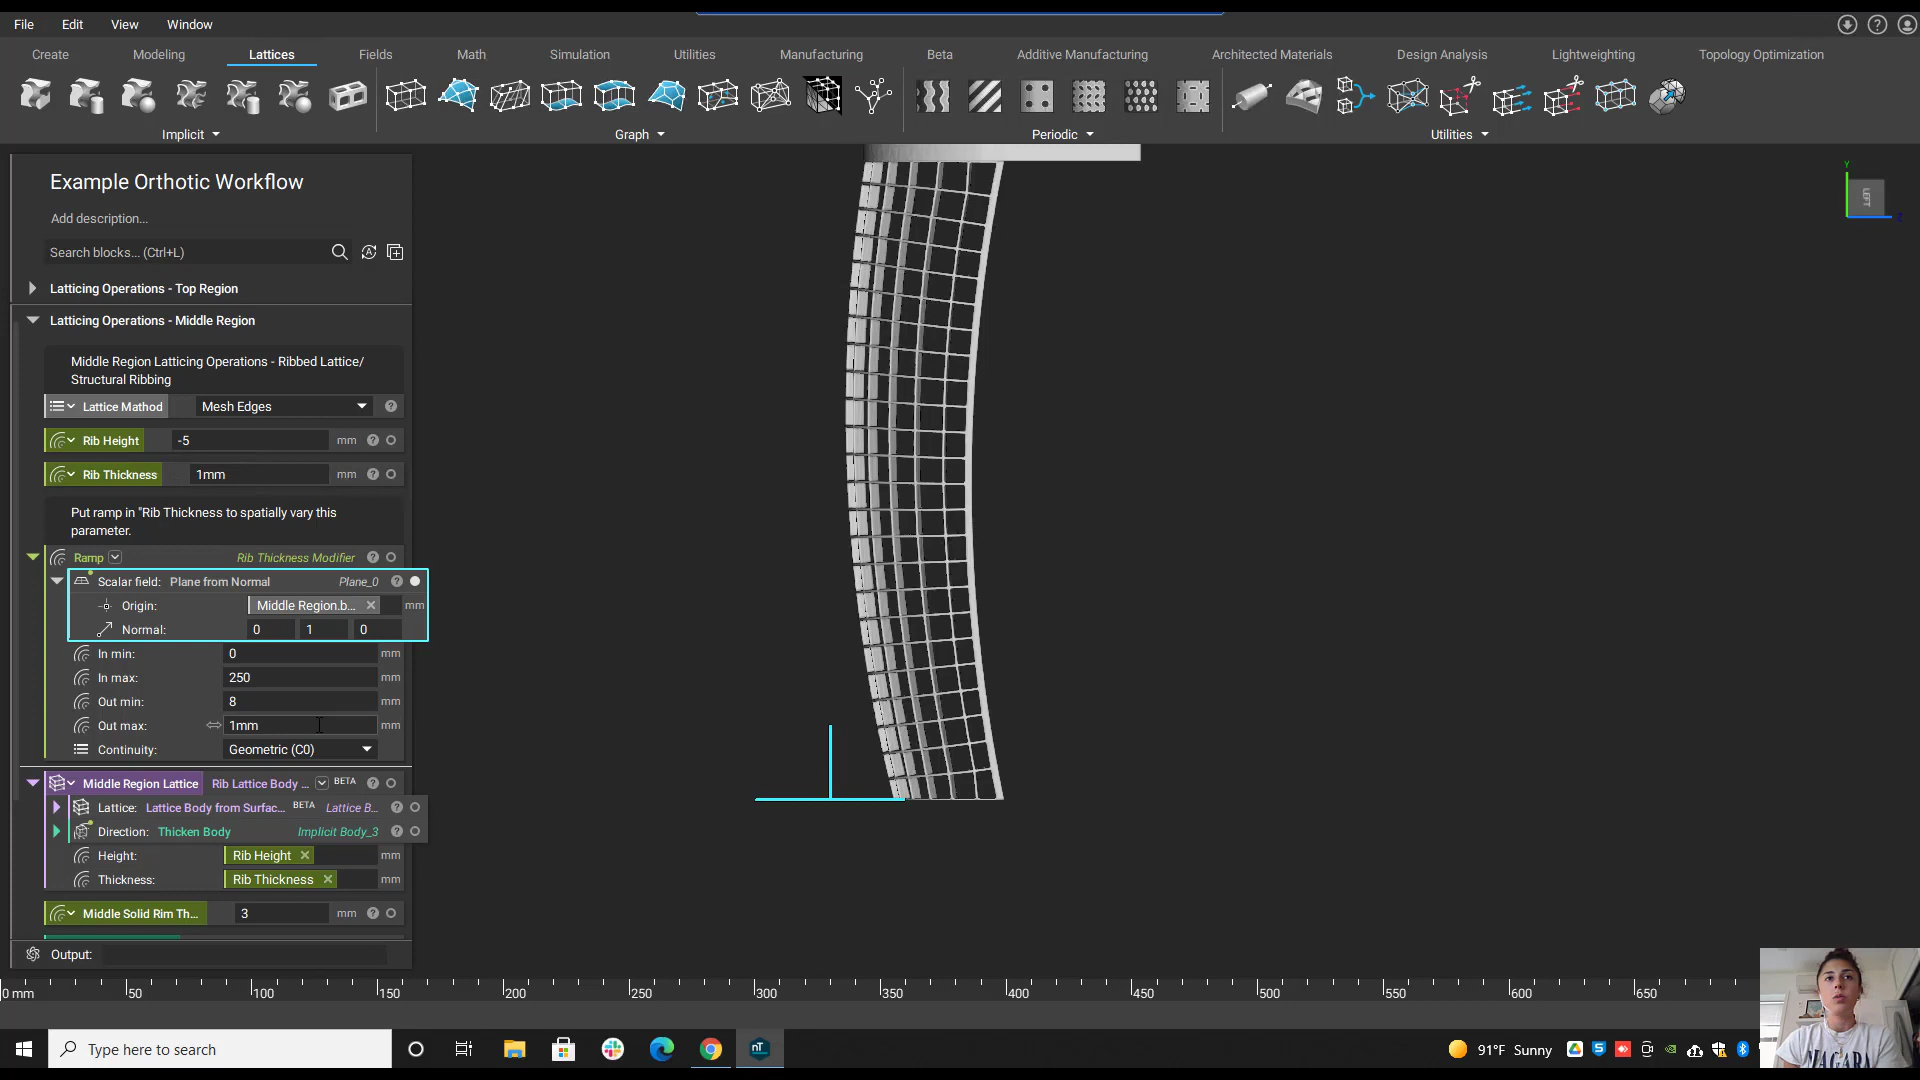 File Edit View Window
Create Modeling Lattices Fields Math Simulation Utilities Manufacturing Beta Additive Manufacturing Architected Materials Design Analysis Lightweighting Topology Optimization
Implicit Graph Periodic Utilities
Example Orthotic Workflow
Add description...
Search blocks... (Ctrl+L)
Latticing Operations - Top Region
Latticing Operations - Middle Region
Middle Region Latticing Operations - Ribbed Lattice/
Structural Ribbing
Lattice Mathod Mesh Edges
Rib Height -5 mm
Rib Thickness 1mm mm
Put ramp in "Rib Thickness to spatially vary this
parameter.
Ramp Rib Thickness Modifier
Scalar field: Plane from Normal Plane_0
Origin: Middle Region.b... mm
Normal: 0 1 0
In min: 0 mm
In max: 250 mm
Out min: 8 mm
Out max: 1mm mm
Continuity: Geometric (C0)
Middle Region Lattice Rib Lattice Body ... BETA
Lattice: Lattice Body from Surfac... BETA Lattice B...
Direction: Thicken Body Implicit Body_3
Height: Rib Height mm
Thickness: Rib Thickness mm
Middle Solid Rim Th... 3 mm
Output:
Y
LEFT
0 mm 50 100 150 200 250 300 350 400 450 500 550 600 650
Type here to search
nT
91°F Sunny